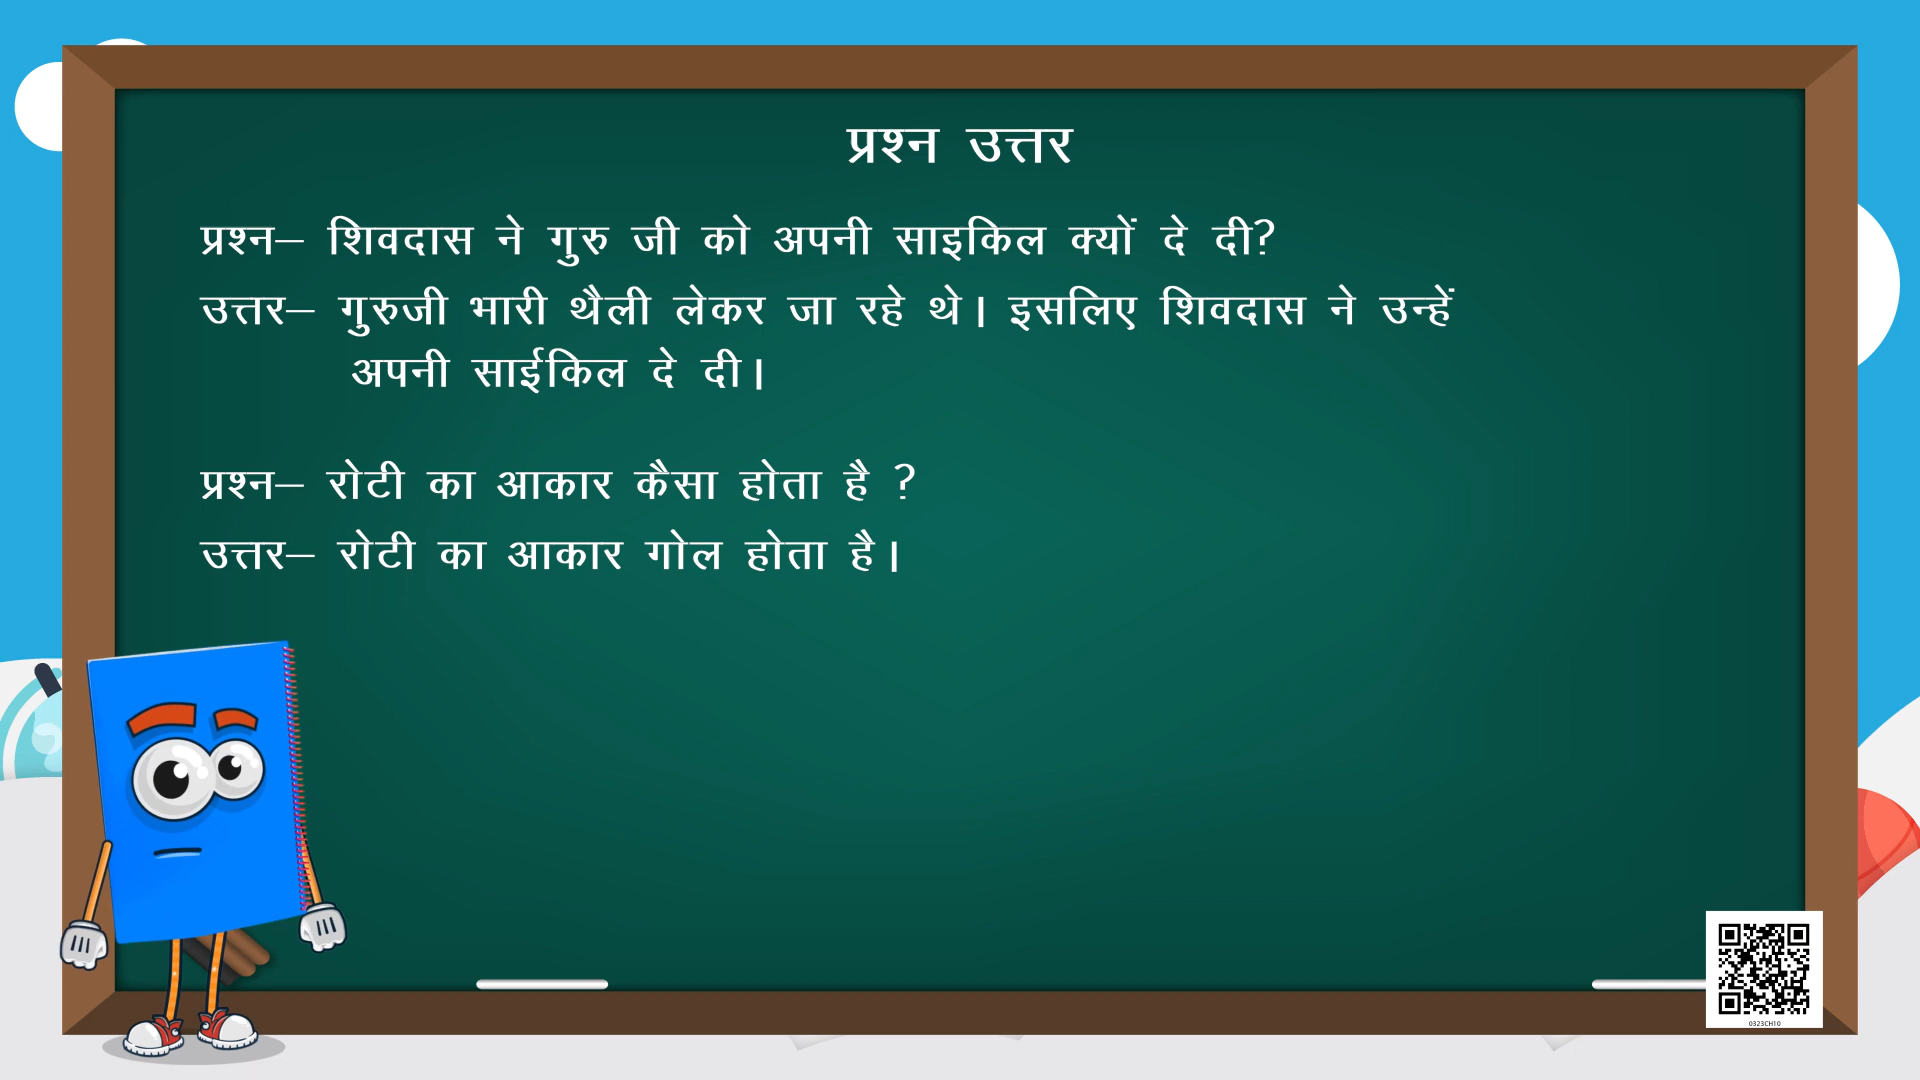 प्रश्न उत्तर
प्रश्न– शिवदास ने गुरु जी को अपनी साइकिल क्यों दे दी?
उत्तर– गुरुजी भारी थैली लेकर जा रहे थे। इसलिए शिवदास ने उन्हें
अपनी साईकिल दे दी।
प्रश्न– रोटी का आकार कैसा होता है ?
उत्तर– रोटी का आकार गोल होता है।
0323CH10